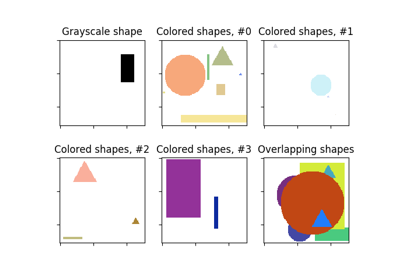 Grayscale shape
Colored shapes, #0
Colored shapes, #1
Colored shapes, #2
Colored shapes, #3
Overlapping shapes